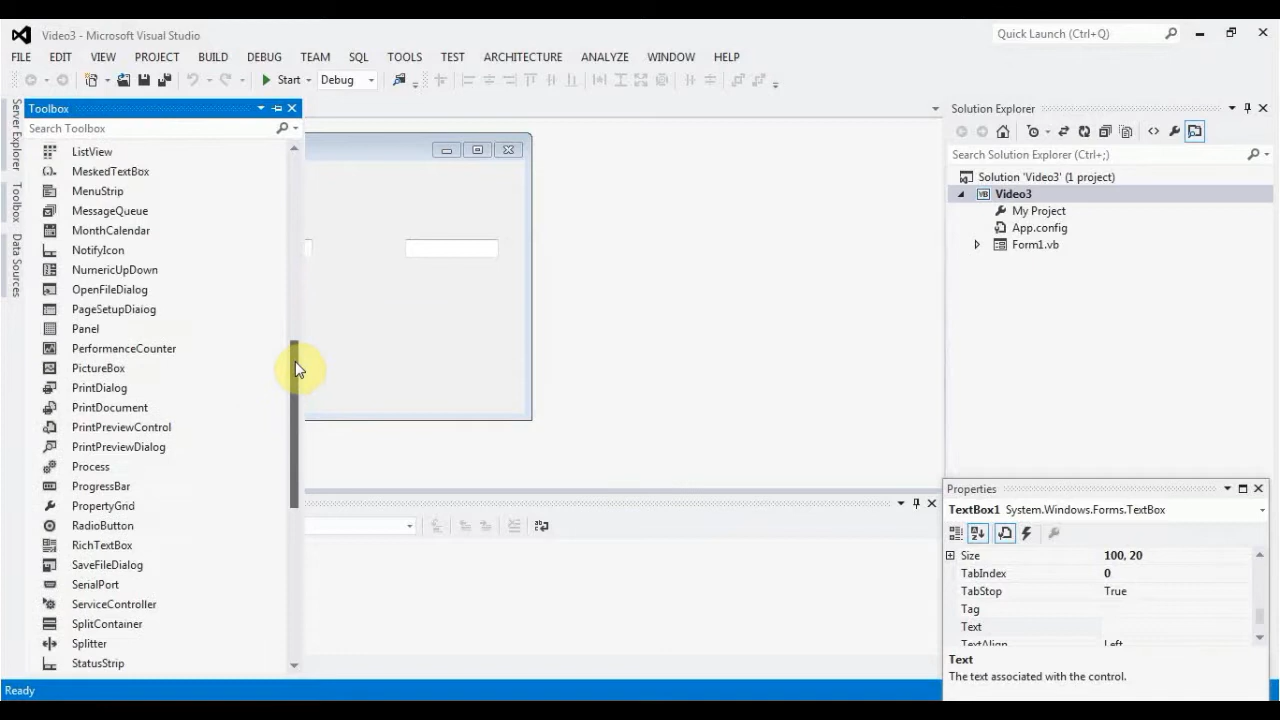 Video3 - Microsoft Visual Studio
Quick Launch (Ctrl+Q)
FILE EDIT VIEW PROJECT BUILD DEBUG TEAM SQL TOOLS TEST ARCHITECTURE ANALYZE WINDOW HELP
Start Debug
Server Explorer
Toolbox
Data Sources
Toolbox
Search Toolbox
ListView
MaskedTextBox
MenuStrip
MessageQueue
MonthCalendar
NotifyIcon
NumericUpDown
OpenFileDialog
PageSetupDialog
Panel
PerformanceCounter
PictureBox
PrintDialog
PrintDocument
PrintPreviewControl
PrintPreviewDialog
Process
ProgressBar
PropertyGrid
RadioButton
RichTextBox
SaveFileDialog
SerialPort
ServiceController
SplitContainer
Splitter
StatusStrip
Solution Explorer
Search Solution Explorer (Ctrl+;)
Solution 'Video3' (1 project)
VB Video3
My Project
App.config
Form1.vb
Properties
TextBox1 System.Windows.Forms.TextBox
Size 100, 20
TabIndex 0
TabStop True
Tag
Text
TextAlign Left
Text
The text associated with the control.
Ready